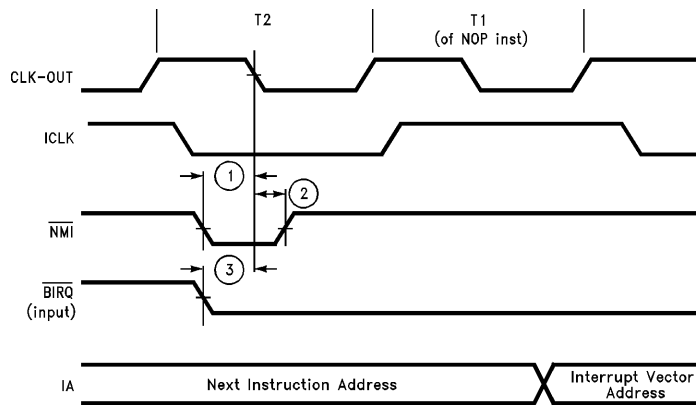 T2
T1
(of NOP inst)
CLK-OUT
ICLK
1
2
NMI
3
BIRQ
(input)
IA
Next Instruction Address
Interrupt Vector
Address